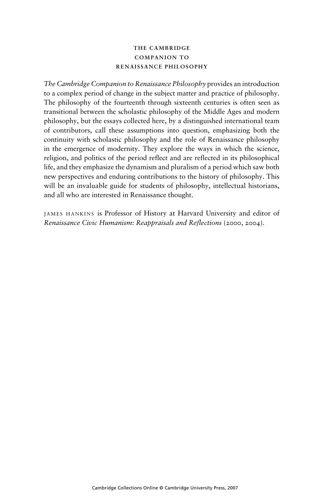 THE CAMBRIDGE
COMPANION TO
RENAISSANCE PHILOSOPHY
The Cambridge Companion to Renaissance Philosophy provides an introduction
to a complex period of change in the subject matter and practice of philosophy.
The philosophy of the fourteenth through sixteenth centuries is often seen as
transitional between the scholastic philosophy of the Middle Ages and modern
philosophy, but the essays collected here, by a distinguished international team
of contributors, call these assumptions into question, emphasizing both the
continuity with scholastic philosophy and the role of Renaissance philosophy
in the emergence of modernity. They explore the ways in which the science,
religion, and politics of the period reflect and are reflected in its philosophical
life, and they emphasize the dynamism and pluralism of a period which saw both
new perspectives and enduring contributions to the history of philosophy. This
will be an invaluable guide for students of philosophy, intellectual historians,
and all who are interested in Renaissance thought.
JAMES HANKINS is Professor of History at Harvard University and editor of
Renaissance Civic Humanism: Reappraisals and Reflections (2000, 2004).
Cambridge Collections Online © Cambridge University Press, 2007